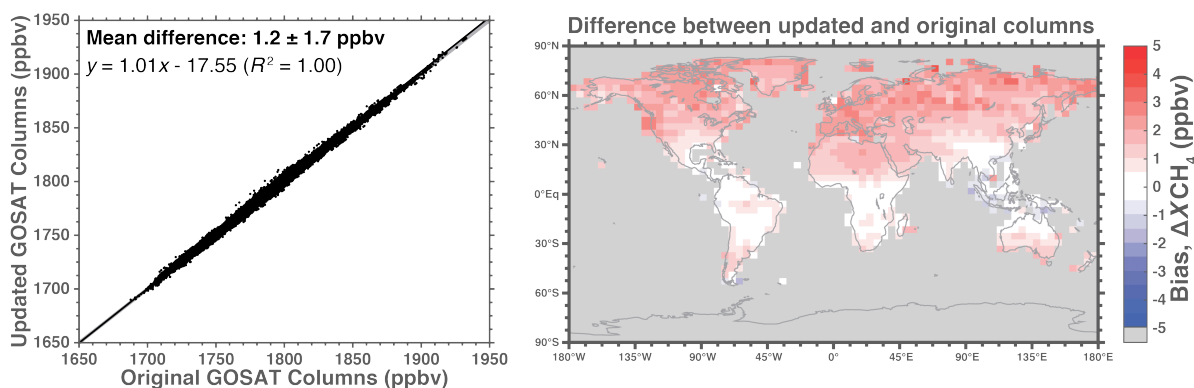 Mean difference: 1.2 ± 1.7 ppbv
y = 1.01x - 17.55 (R² = 1.00)
Updated GOSAT Columns (ppbv)
1950
1900
1850
1800
1750
1700
1650
1650 1700 1750 1800 1850 1900 1950
Original GOSAT Columns (ppbv)
Difference between updated and original columns
90°N
60°N
30°N
0°Eq
30°S
60°S
90°S
180°W 135°W 90°W 45°W 0° 45°E 90°E 135°E 180°E
5
4
3
2
1
0
-1
-2
-3
4
-5
Bias, ΔXCH₄ (ppbv)